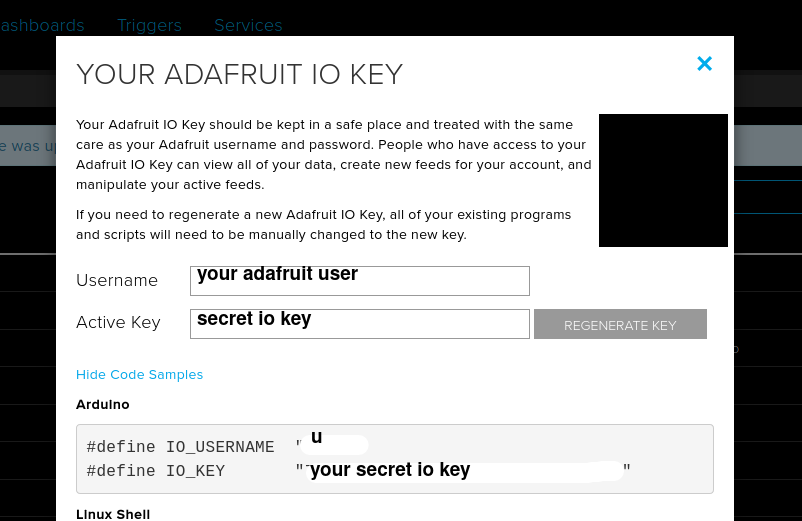 ashboards Triggers Services
YOUR ADAFRUIT IO KEY
Your Adafruit IO Key should be kept in a safe place and treated with the same
care as your Adafruit username and password. People who have access to your
Adafruit IO Key can view all of your data, create new feeds for your account, and
manipulate your active feeds.
e was up
If you need to regenerate a new Adafruit IO Key, all of your existing programs
and scripts will need to be manually changed to the new key.
Username your adafruit user
Active Key secret io key REGENERATE KEY
Hide Code Samples
Arduino
#define IO_USERNAME "u
#define IO_KEY "your secret io key"
Linux Shell